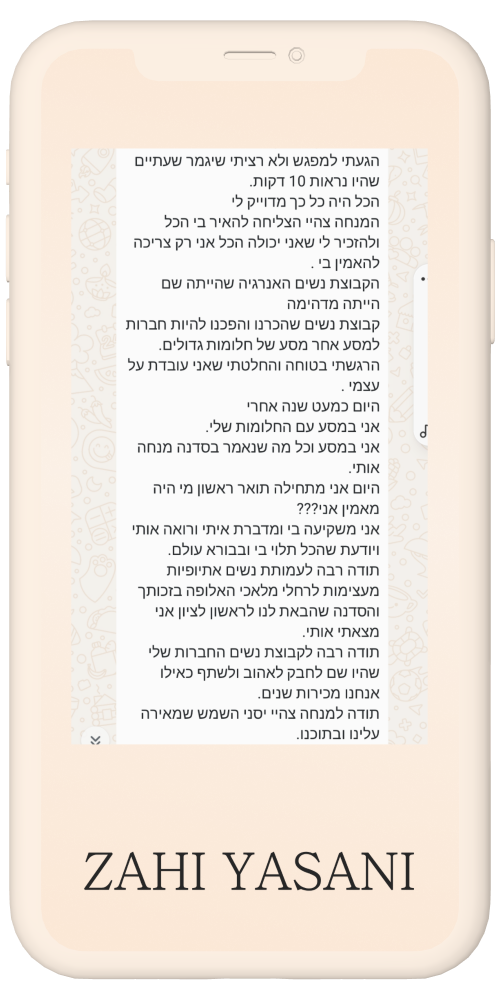 הגעתי למפגש ולא רציתי שיגמר שעתיים
שהיו נראות 10 דקות.
הכל היה כל כך מדוייק לי
המנחה צהיי הצליחה להאיר בי הכל
ולהזכיר לי שאני יכולה הכל אני רק צריכה
להאמין בי .
הקבוצת נשים האנרגיה שהייתה שם
הייתה מדהימה
קבוצת נשים שהכרנו והפכנו להיות חברות
למסע אחר מסע של חלומות גדולים.
הרגשתי בטוחה והחלטתי שאני עובדת על
עצמי .
היום כמעט שנה אחרי
אני במסע עם החלומות שלי.
אני במסע וכל מה שנאמר בסדנה מנחה
אותי.
היום אני מתחילה תואר ראשון מי היה
מאמין אני???
אני משקיעה בי ומדברת איתי ורואה אותי
ויודעת שהכל תלוי בי ובבורא עולם.
תודה רבה לעמותת נשים אתיופיות
מעצימות לרחלי מלאכי האלופה בזכותך
והסדנה שהבאת לנו לראשון לציון אני
מצאתי אותי.
תודה רבה לקבוצת נשים החברות שלי
שהיו שם לחבק לאהוב ולשתף כאילו
אנחנו מכירות שנים.
תודה למנחה צהיי יסני השמש שמאירה
עלינו ובתוכנו.
ZAHI YASANI